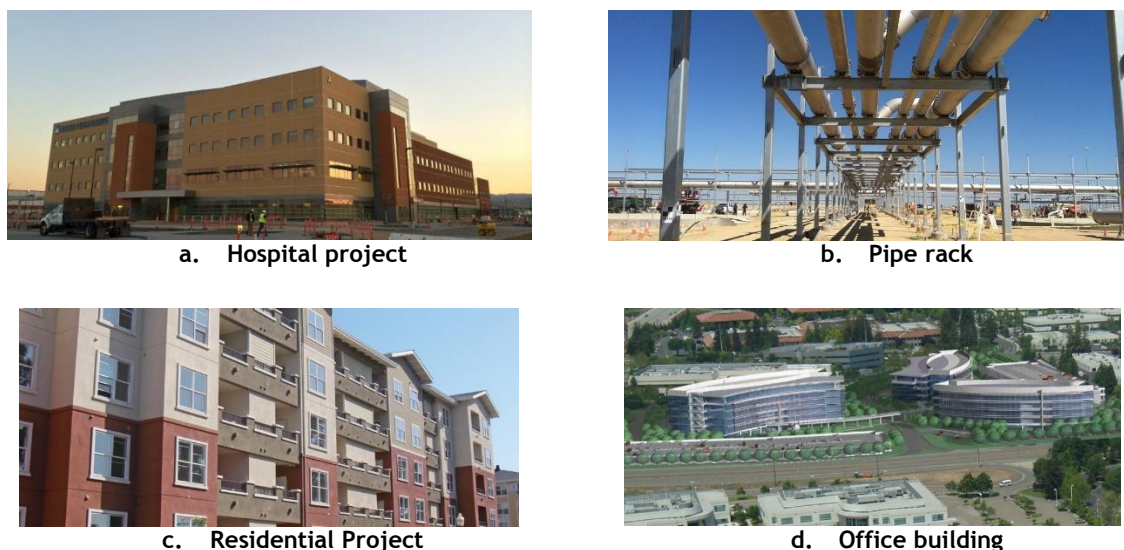 a. Hospital project
b. Pipe rack
c. Residential Project
d. Office building